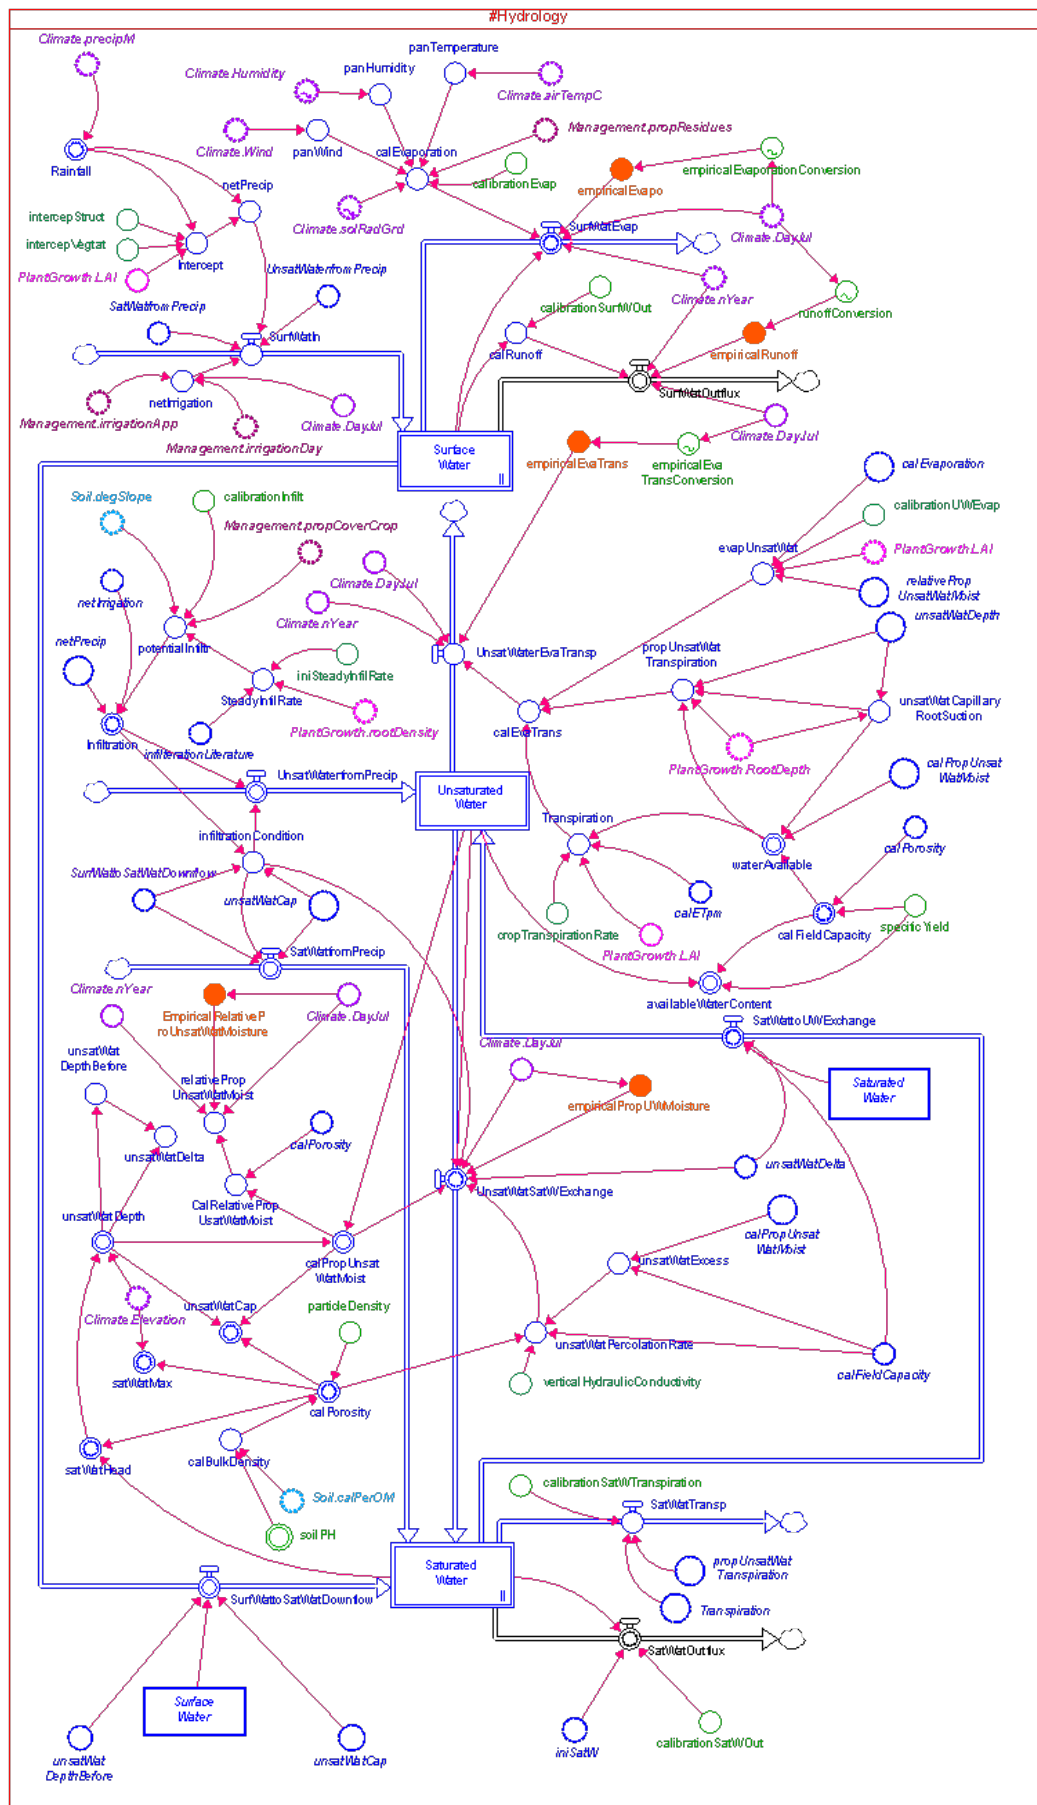 #Hydrology
Climate.precipM
panTemperature
Climate.Humidity
panHumidity
Climate.airTempC
Management.propResidues
Climate.Wind
panWind
calEvaporation
Rainfall
empiricalEvaporationConversion
calibrationEvap
empiricalEvapo
netPrecip
intercepStruct
Climate.solRadGrd
SurfWatEvap
Climate.DayJul
intercepVegtat
Intercept
PlantGrowth.LAI
UnsatWaterfromPrecip
Climate.nYear
SatWatfromPrecip
calibrationSurfWOut
runoffConversion
SurfWatIn
calRunoff
empiricalRunoff
netIrrigation
SurfWatOutflux
Management.irrigationApp
Climate.DayJul
Management.irrigationDay
Climate.DayJul
Surface
Water
empiricalEvaTrans
empiricalEva
TransConversion
calEvaporation
Soil.degSlope
calibrationInfilt
calibrationUWEvap
Management.propCoverCrop
evapUnsatWat
PlantGrowth.LAI
Climate.DayJul
relativeProp
UnsatWatMoist
netIrrigation
unsatWatDepth
Climate.nYear
netPrecip
potentialInfiltr
UnsatWaterEvaTransp
propUnsatWat
Transpiration
iniSteadyInfilRate
SteadyInfilRate
unsatWatCapillary
RootSuction
PlantGrowth.rootDensity
calEvaTrans
Infiltration
infilterationLiterature
PlantGrowth.RootDepth
calPropUnsat
WatMoist
UnsatWaterfromPrecip
Unsaturated
Water
Transpiration
infiltrationCondition
calPorosity
waterAvailable
SurfWattoSatWatDownflow
unsatWatCap
calETpm
specificYield
cropTranspirationRate
calFieldCapacity
SatWatfromPrecip
PlantGrowth.LAI
Climate.nYear
availableWaterContent
Empirical.RelativeP
roUnsatWatMoisture
Climate.DayJul
SatWattoUWExchange
unsatWat
DepthBefore
Climate.DayJul
relativeProp
UnsatWatMoist
Saturated
Water
empiricalPropUWMoisture
calPorosity
unsatWatDelta
unsatWatDelta
CalRelativeProp
UsatWatMoist
UnsatWatSatWExchange
unsatWatDepth
calPropUnsat
WatMoist
calPropUnsat
WatMoist
unsatWatExcess
unsatWatCap
particleDensity
Climate.Elevation
unsatWatPercolationRate
satWatMax
calFieldCapacity
verticalHydraulicConductivity
calPorosity
satWatHead
calBulkDensity
calibrationSatWTranspiration
Soil.calPerOM
SatWatTransp
soilPH
Saturated
Water
propUnsatWat
Transpiration
SurfWattoSatWatDownflow
Transpiration
SatWatOutflux
Surface
Water
iniSatW
calibrationSatWOut
unsatWat
DepthBefore
unsatWatCap